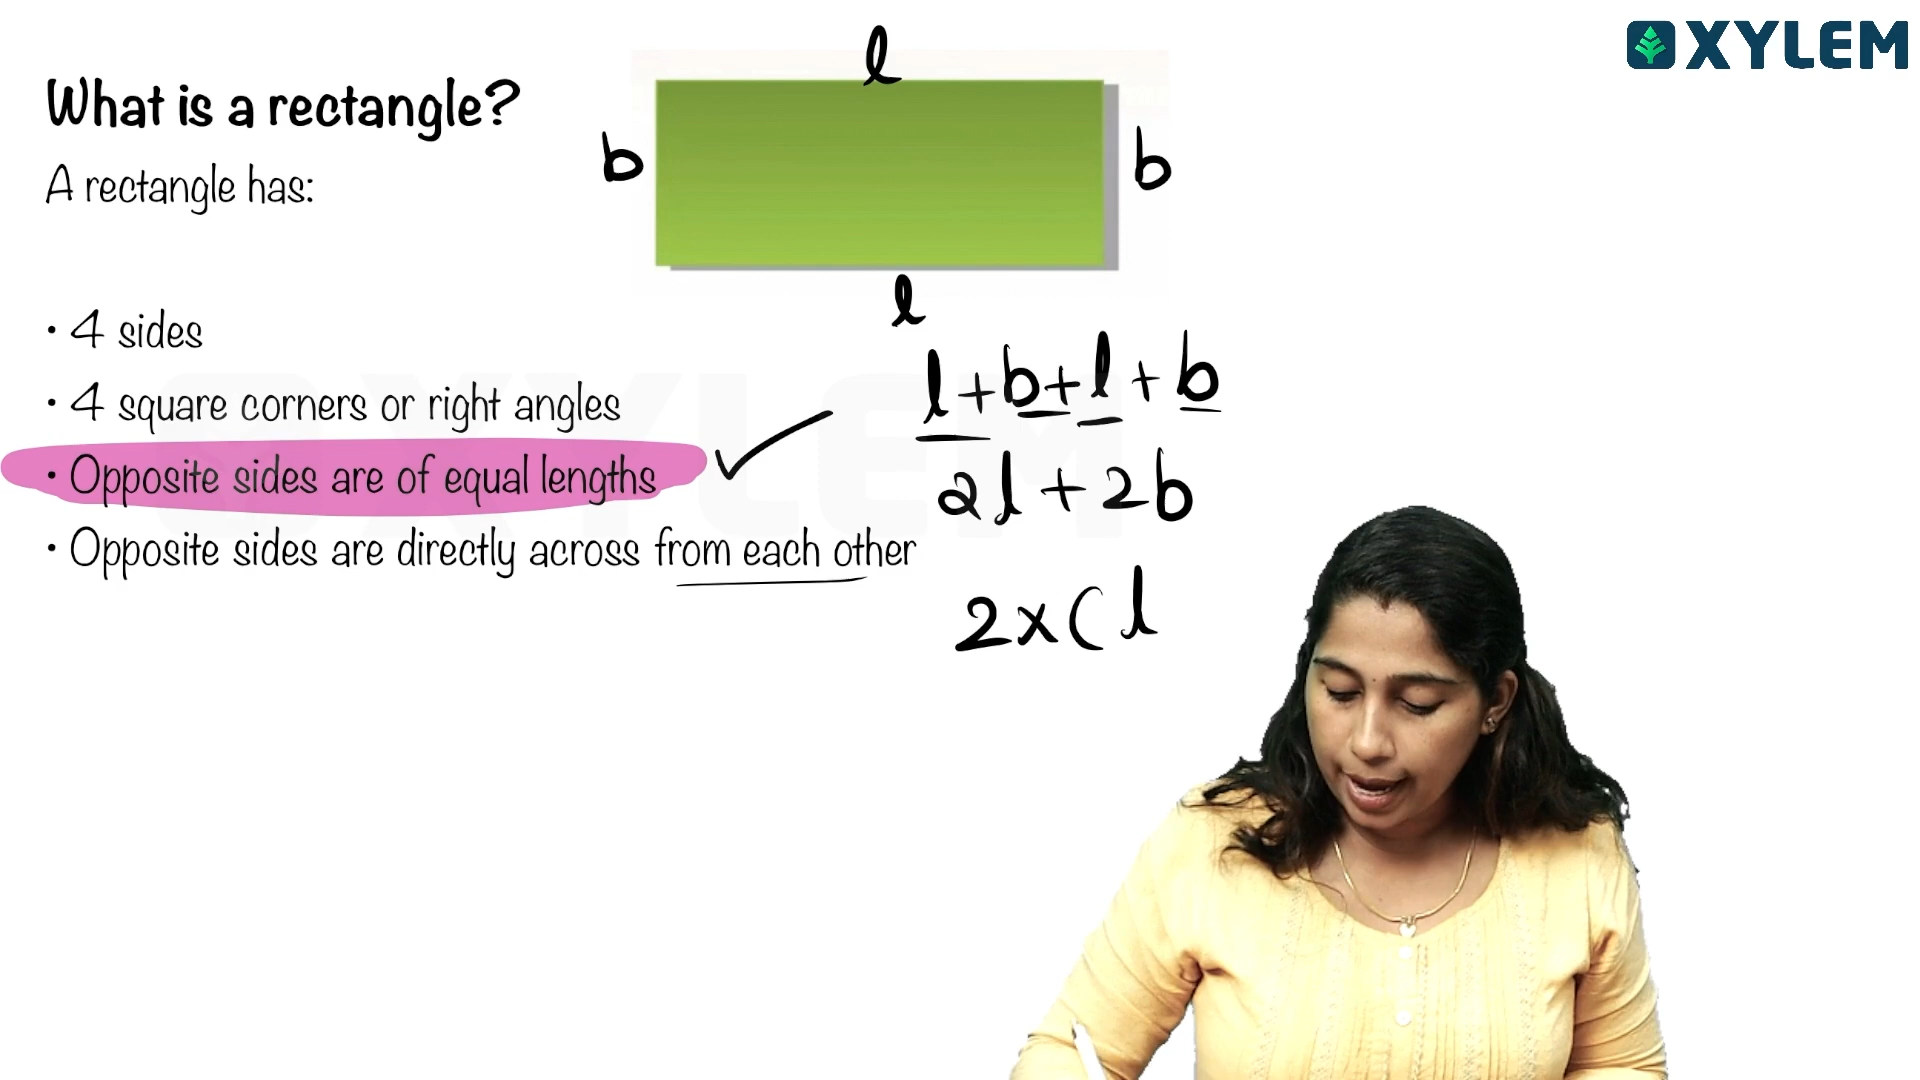 XYLEM
What is a rectangle?
A rectangle has:
l
b
b
l
• 4 sides
• 4 square corners or right angles
• Opposite sides are of equal lengths
• Opposite sides are directly across from each other
l+b+l+b
2l+2b
2x(l
XYLEM